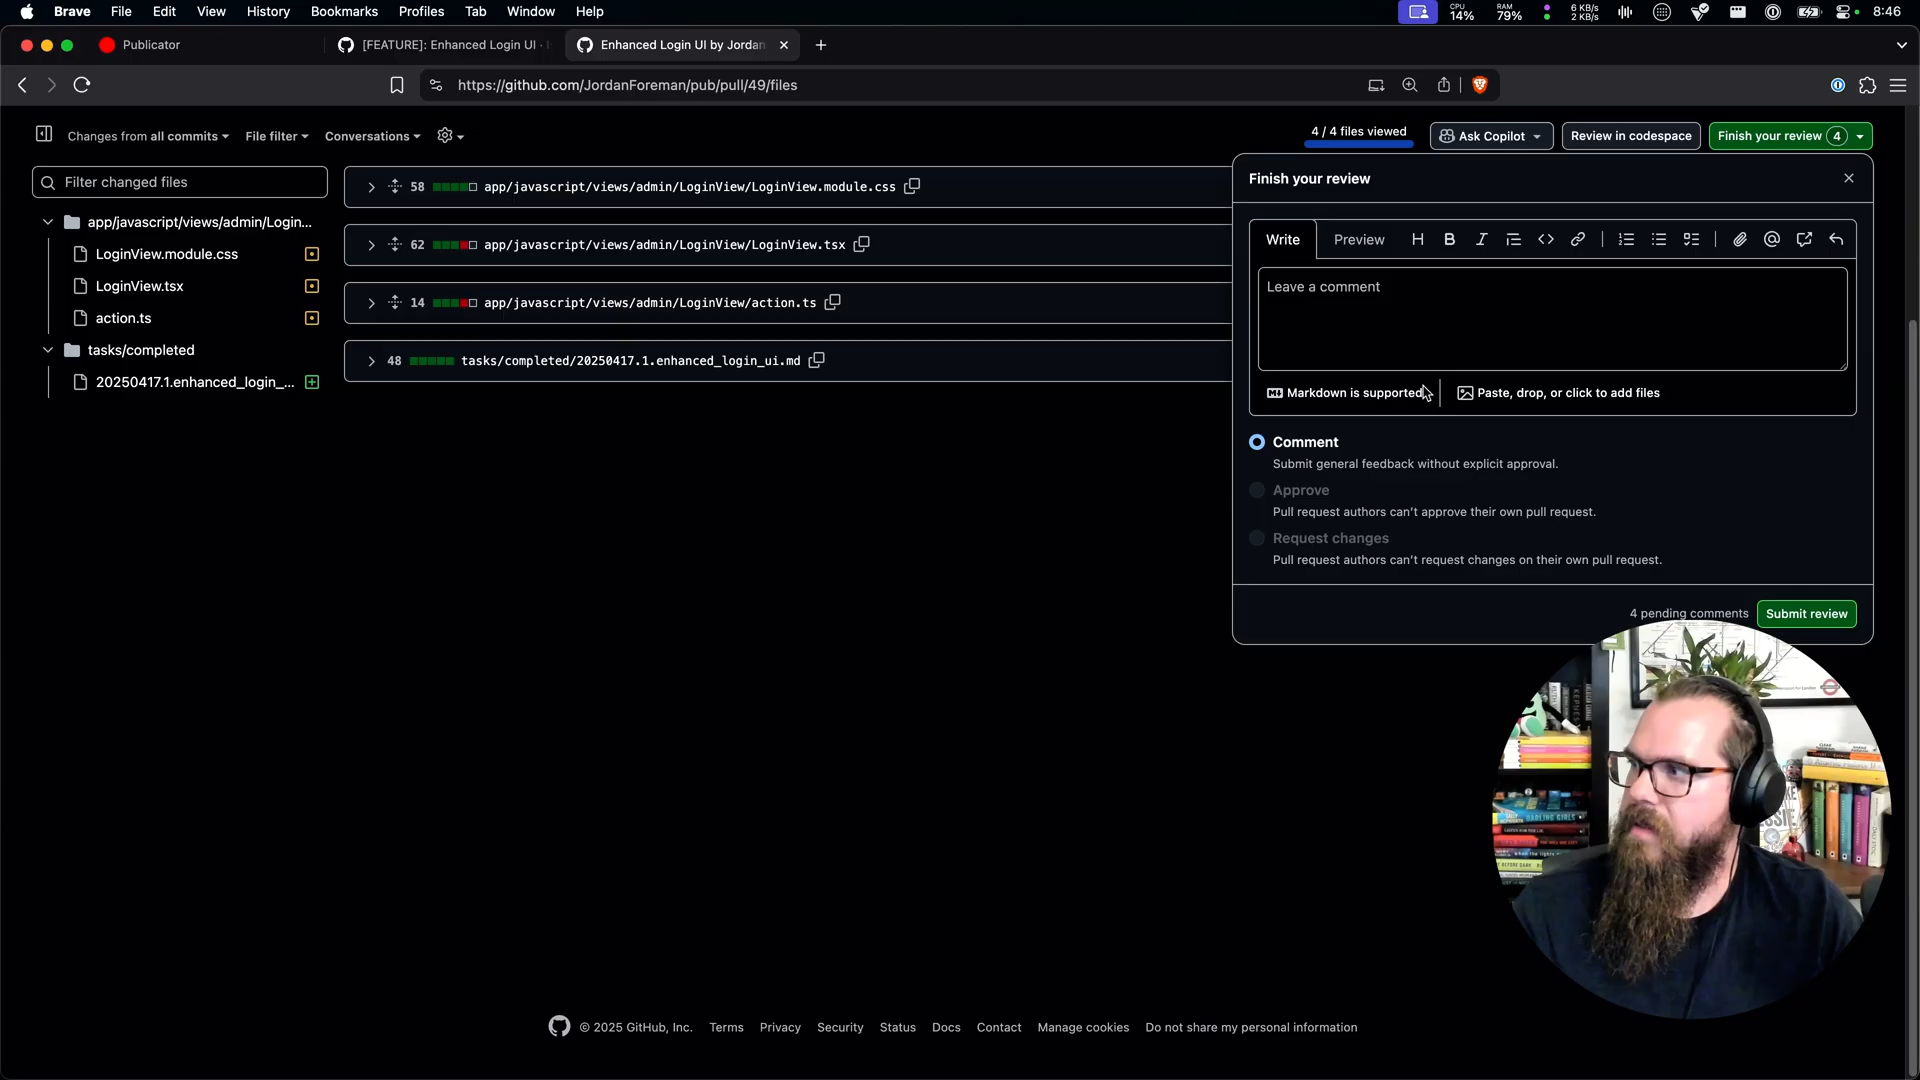 Brave File Edit View History Bookmarks Profiles Tab Window Help
CPU 14% RAM 79% 6 KB/s 2 KB/s 8:46
Publicator
[FEATURE]: Enhanced Login UI ·
Enhanced Login UI by Jordan
https://github.com/JordanForeman/pub/pull/49/files
Changes from all commits File filter Conversations
4 / 4 files viewed
Ask Copilot
Review in codespace
Finish your review 4
Filter changed files
app/javascript/views/admin/Login...
LoginView.module.css
LoginView.tsx
action.ts
tasks/completed
20250417.1.enhanced_login_...
58 app/javascript/views/admin/LoginView/LoginView.module.css
62 app/javascript/views/admin/LoginView/LoginView.tsx
14 app/javascript/views/admin/LoginView/action.ts
48 tasks/completed/20250417.1.enhanced_login_ui.md
Finish your review
Write Preview
Leave a comment
Markdown is supported
Paste, drop, or click to add files
Comment
Submit general feedback without explicit approval.
Approve
Pull request authors can't approve their own pull request.
Request changes
Pull request authors can't request changes on their own pull request.
4 pending comments Submit review
DARLING GIRLS
© 2025 GitHub, Inc. Terms Privacy Security Status Docs Contact Manage cookies Do not share my personal information